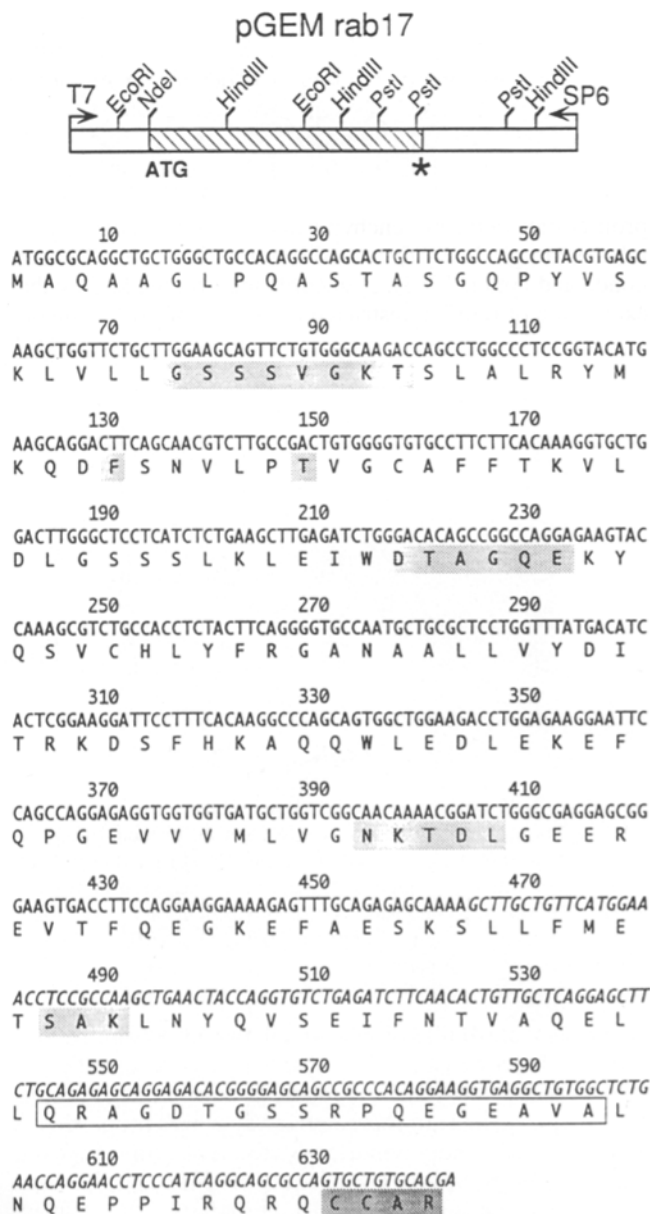 pGEM rab17
T7 EcoRI NdeI HindIII EcoRI HindIII PstI PstI PstI HindIII SP6
ATG *
10 30 50
ATGGCGCAGGCTGCTGGGCTGCCACAGGCCAGCACTGCTTCTGGCCAGCCCTACGTGAGC
M A Q A A G L P Q A S T A S G Q P Y V S
70 90 110
AAGCTGGTTCTGCTTGGAAGCAGTTCTGTGGGCAAGACCAGCCTGGCCCTCCGGTACATG
K L V L L G S S S V G K T S L A L R Y M
130 150 170
AAGCAGGACTTCAGCAACGTCTTGCCGACTGTGGGGTGTGCCTTCTTCACAAAGGTGCTG
K Q D F S N V L P T V G C A F F T K V L
190 210 230
GACTTGGGCTCCTCATCTCTGAAGCTTGAGATCTGGGACACAGCCGGCCAGGAGAAGTAC
D L G S S S L K L E I W D T A G Q E K Y
250 270 290
CAAAGCGTCTGCCACCTCTACTTCAGGGGTGCCAATGCTGCGCTCCTGGTTTATGACATC
Q S V C H L Y F R G A N A A L L V Y D I
310 330 350
ACTCGGAAGGATTCCTTTCACAAGGCCCAGCAGTGGCTGGAAGACCTGGAGAAGGAATTC
T R K D S F H K A Q Q W L E D L E K E F
370 390 410
CAGCCAGGAGAGGTGGTGGTGATGCTGGTCGGCAACAAAACGGATCTGGGCGAGGAGCGG
Q P G E V V V M L V G N K T D L G E E R
430 450 470
GAAGTGACCTTCCAGGAAGGAAAAGAGTTTGCAGAGAGCAAAAGCTTGCTGTTCATGGAA
E V T F Q E G K E F A E S K S L L F M E
490 510 530
ACCTCCGCCAAGCTGAACTACCAGGTGTCTGAGATCTTCAACACTGTTGCTCAGGAGCTT
T S A K L N Y Q V S E I F N T V A Q E L
550 570 590
CTGCAGAGAGCAGGAGACACGGGGAGCAGCCGCCCACAGGAAGGTGAGGCTGTGGCTCTG
L Q R A G D T G S S R P Q E G E A V A L
610 630
AACCAGGAACCTCCCATCAGGCAGCGCCAGTGCTGTGCACGA
N Q E P P I R Q R Q C C A R